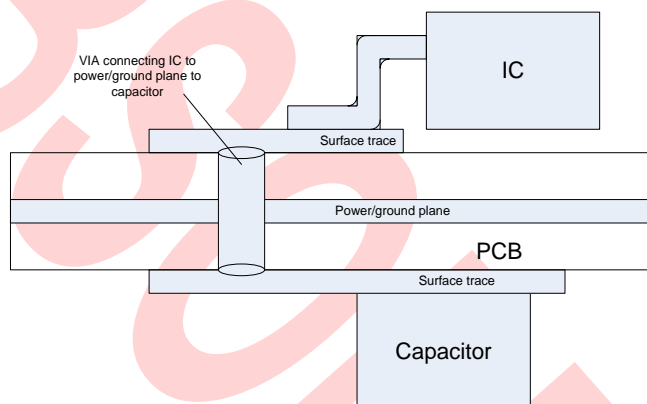 VIA connecting IC to
power/ground plane to
capacitor
IC
Surface trace
Power/ground plane
PCB
Surface trace
Capacitor